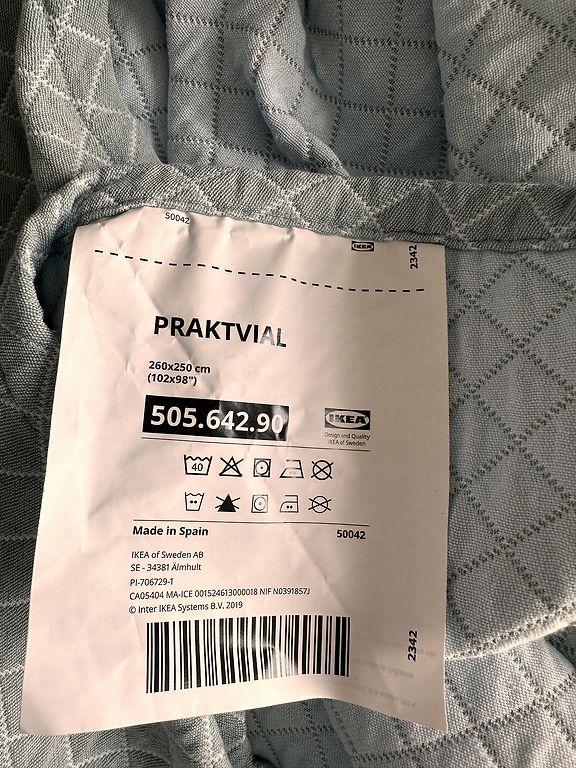 50042
IKEA
2342
PRAKTVIAL
260x250 cm
(102x98")
505.642.90
IKEA
Design and Quality
IKEA of Sweden
40
Made in Spain
50042
IKEA of Sweden AB
SE - 34381 Älmhult
PI-706729-1
CA05404 MA-ICE 001524613000018 NIF N0391857J
© Inter IKEA Systems B.V. 2019
2342